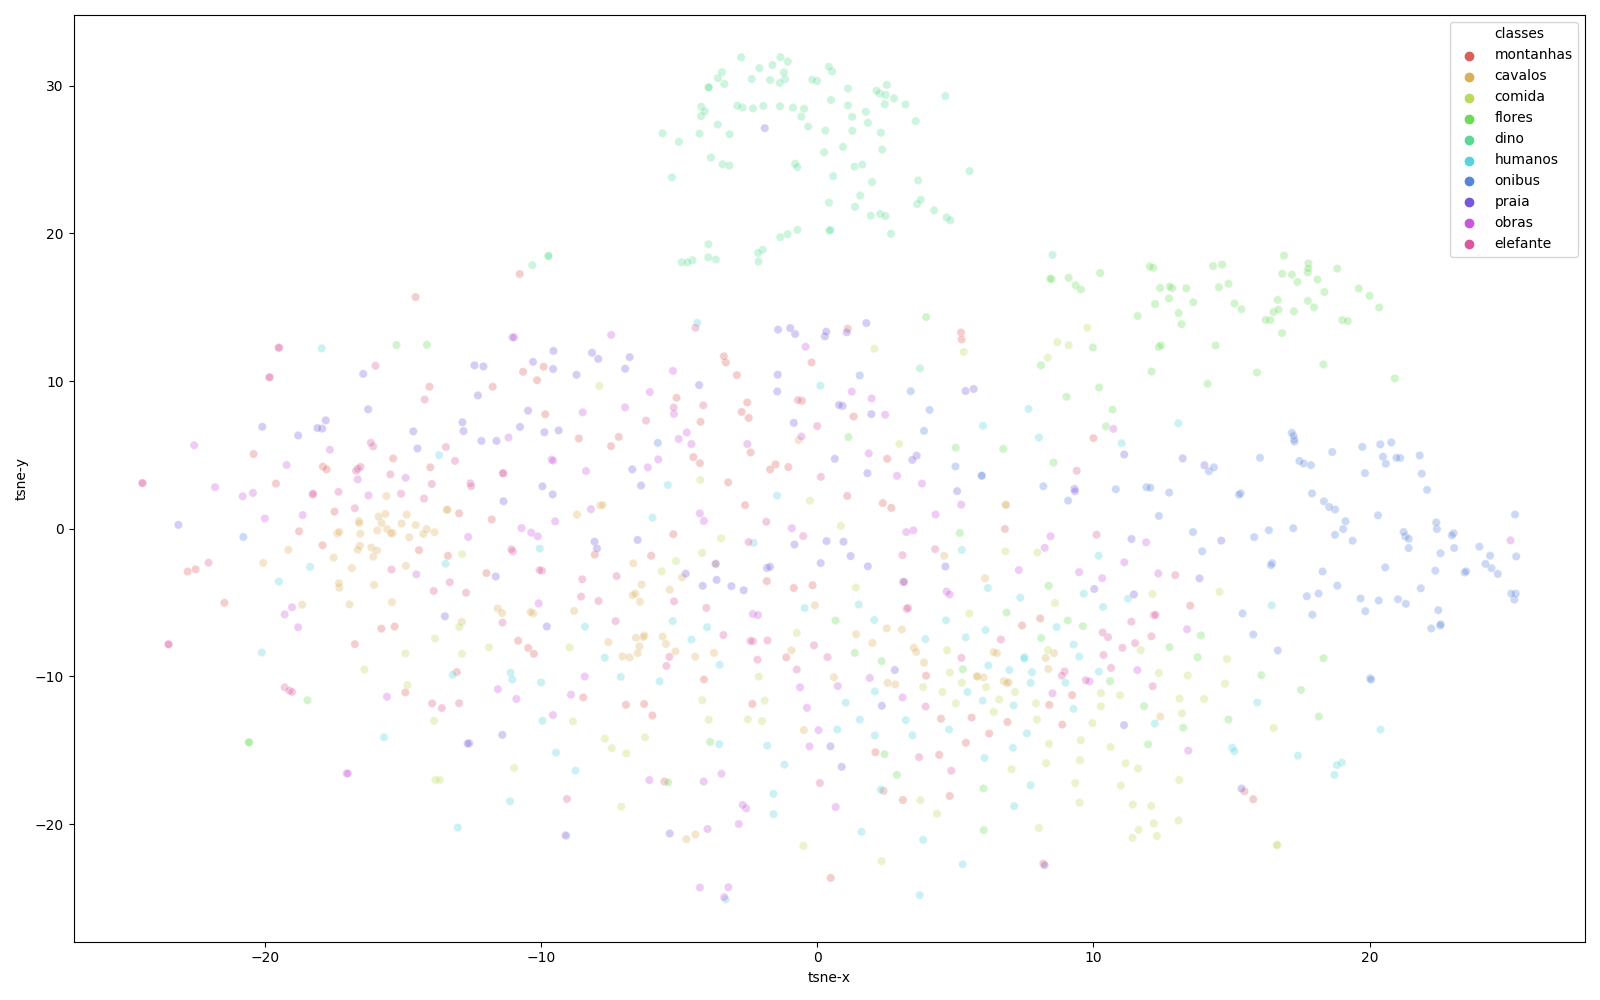 classes
montanhas
cavalos
comida
flores
dino
humanos
onibus
praia
obras
elefante
30
20
10
0
−10
−20
tsne-y
−20
−10
0
10
20
tsne-x